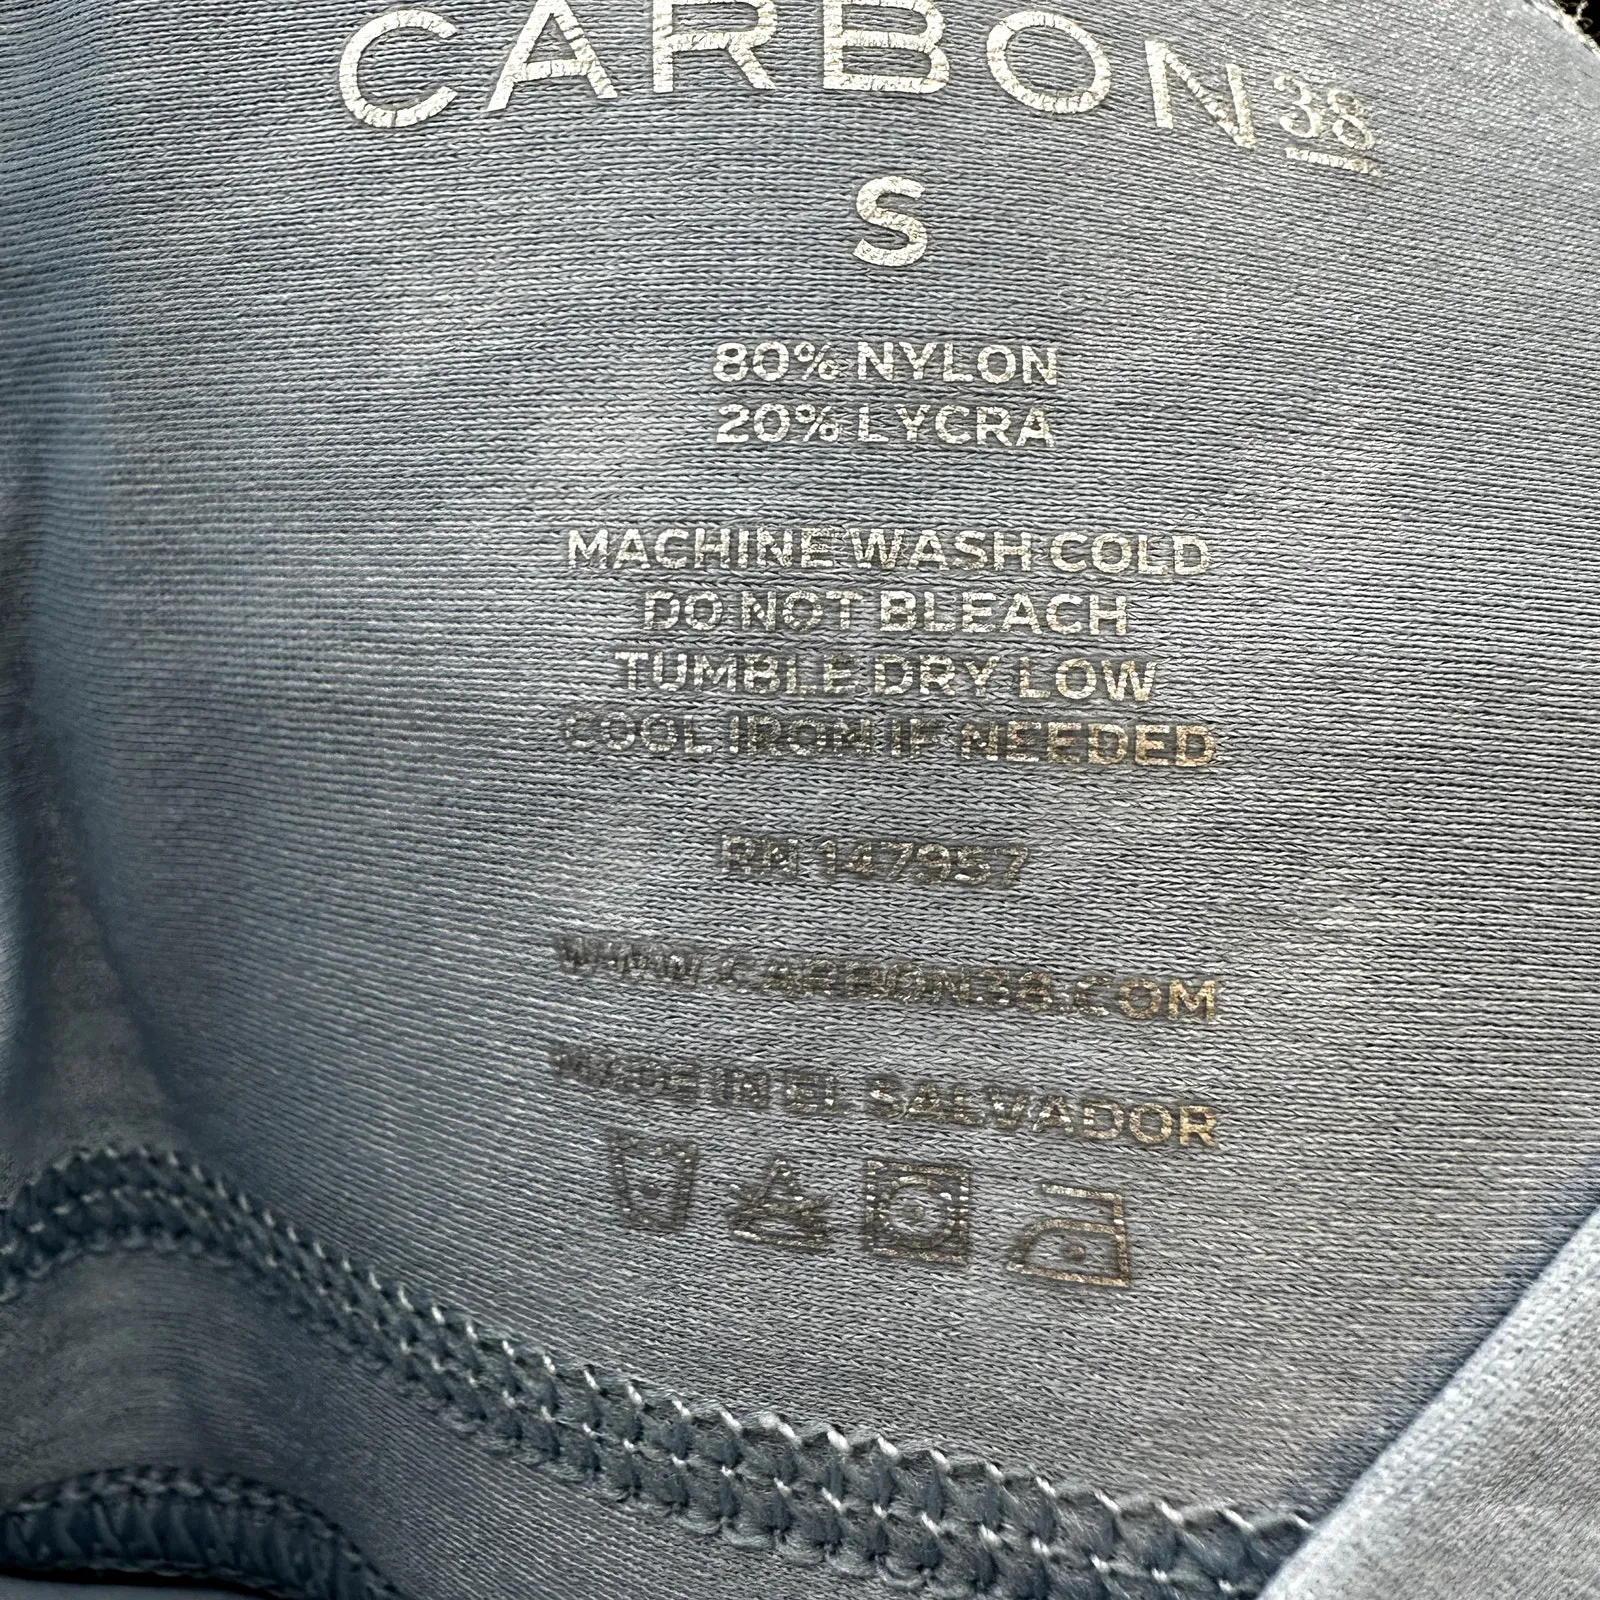 CARBON38
S
80% NYLON
20% LYCRA
MACHINE WASH COLD
DO NOT BLEACH
TUMBLE DRY LOW
COOL IRON IF NEEDED
RN 147957
WWW.CARBON38.COM
MADE IN EL SALVADOR